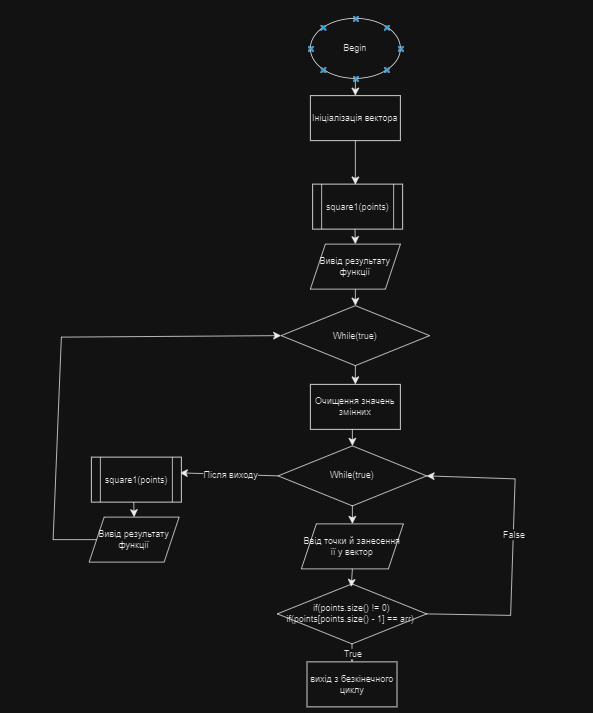 Begin
Ініціалізація вектора
square1(points)
Вивід результату
функції
While(true)
Очищення значень
змінних
While(true)
Після виходу
square1(points)
Вивід результату
функції
Ввід точки й занесення
її у вектор
False
if(points.size() != 0)
if(points[points.size() - 1] == arr)
True
вихід з безкінечного
циклу